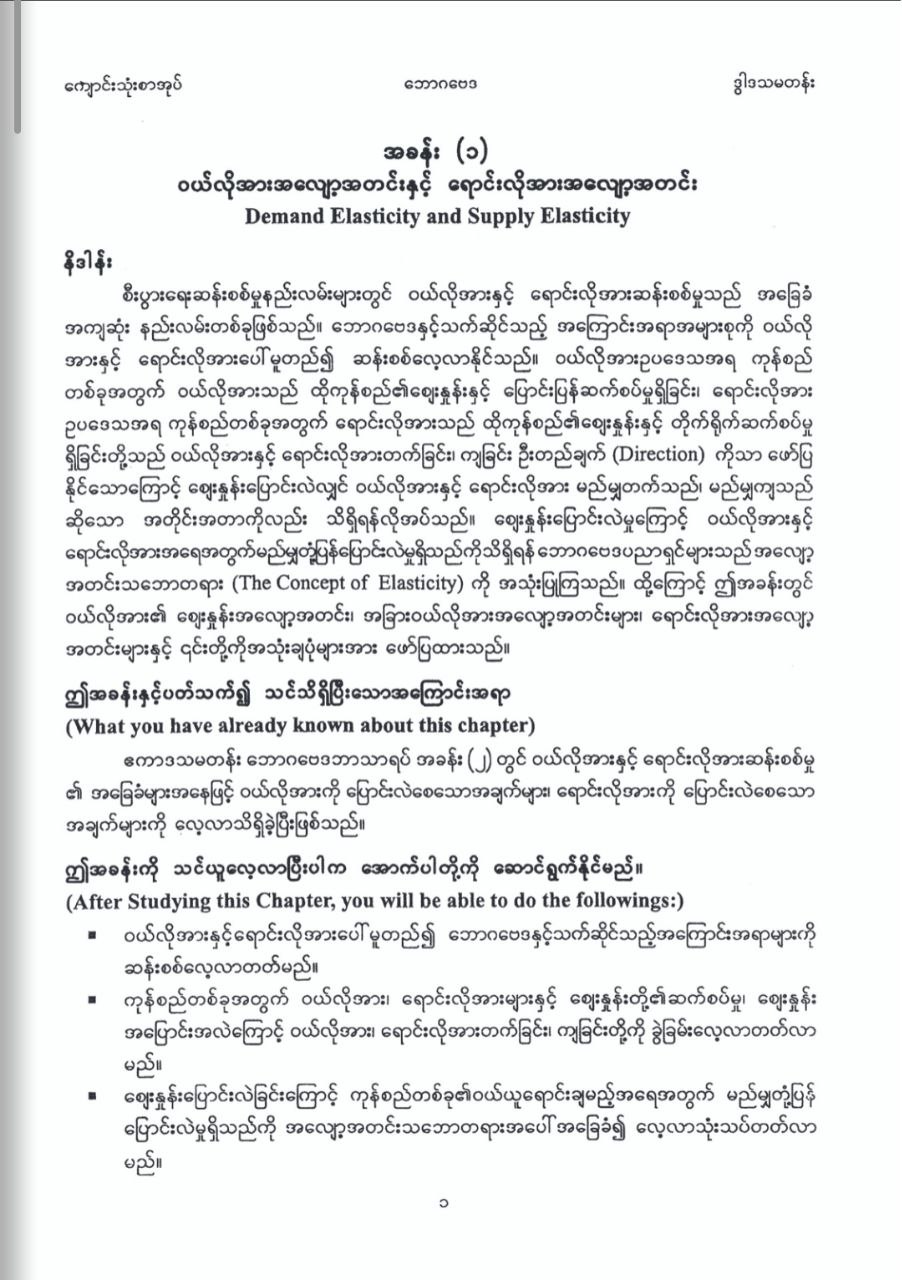 ကျောင်းသုံးစာအုပ် ဘောဂဗေဒ ဒွါဒသမတန်း
အခန်း (၁)
ဝယ်လိုအားအလျော့အတင်းနှင့် ရောင်းလိုအားအလျော့အတင်း
Demand Elasticity and Supply Elasticity
နိဒါန်း
စီးပွားရေးဆန်းစစ်မှုနည်းလမ်းများတွင် ဝယ်လိုအားနှင့် ရောင်းလိုအားဆန်းစစ်မှုသည် အခြေခံ
အကျဆုံး နည်းလမ်းတစ်ခုဖြစ်သည်။ ဘောဂဗေဒနှင့်သက်ဆိုင်သည့် အကြောင်းအရာအများစုကို ဝယ်လို
အားနှင့် ရောင်းလိုအားပေါ်မူတည်၍ ဆန်းစစ်လေ့လာနိုင်သည်။ ဝယ်လိုအားဥပဒေသအရ ကုန်စည်
တစ်ခုအတွက် ဝယ်လိုအားသည် ထိုကုန်စည်၏ဈေးနှုန်းနှင့် ပြောင်းပြန်ဆက်စပ်မှုရှိခြင်း၊ ရောင်းလိုအား
ဥပဒေသအရ ကုန်စည်တစ်ခုအတွက် ရောင်းလိုအားသည် ထိုကုန်စည်၏ဈေးနှုန်းနှင့် တိုက်ရိုက်ဆက်စပ်မှု
ရှိခြင်းတို့သည် ဝယ်လိုအားနှင့် ရောင်းလိုအားတက်ခြင်း၊ ကျခြင်း ဦးတည်ချက် (Direction) ကိုသာ ဖော်ပြ
နိုင်သောကြောင့် ဈေးနှုန်းပြောင်းလဲလျှင် ဝယ်လိုအားနှင့် ရောင်းလိုအား မည်မျှတက်သည်၊ မည်မျှကျသည်
ဆိုသော အတိုင်းအတာကိုလည်း သိရှိရန်လိုအပ်သည်။ ဈေးနှုန်းပြောင်းလဲမှုကြောင့် ဝယ်လိုအားနှင့်
ရောင်းလိုအားအရေအတွက်မည်မျှတုံ့ပြန်ပြောင်းလဲမှုရှိသည်ကိုသိရှိရန် ဘောဂဗေဒပညာရှင်များသည် အလျော့
အတင်းသဘောတရား (The Concept of Elasticity) ကို အသုံးပြုကြသည်။ ထို့ကြောင့် ဤအခန်းတွင်
ဝယ်လိုအား၏ ဈေးနှုန်းအလျော့အတင်း၊ အခြားဝယ်လိုအားအလျော့အတင်းများ၊ ရောင်းလိုအားအလျော့
အတင်းများနှင့် ၎င်းတို့ကိုအသုံးချပုံများအား ဖော်ပြထားသည်။
ဤအခန်းနှင့်ပတ်သက်၍ သင်သိရှိပြီးသောအကြောင်းအရာ
(What you have already known about this chapter)
ဧကာဒသမတန်း ဘောဂဗေဒဘာသာရပ် အခန်း (၂) တွင် ဝယ်လိုအားနှင့် ရောင်းလိုအားဆန်းစစ်မှု
၏ အခြေခံများအနေဖြင့် ဝယ်လိုအားကို ပြောင်းလဲစေသောအချက်များ၊ ရောင်းလိုအားကို ပြောင်းလဲစေသော
အချက်များကို လေ့လာသိရှိခဲ့ပြီးဖြစ်သည်။
ဤအခန်းကို သင်ယူလေ့လာပြီးပါက အောက်ပါတို့ကို ဆောင်ရွက်နိုင်မည်။
(After Studying this Chapter, you will be able to do the followings:)
▪ ဝယ်လိုအားနှင့်ရောင်းလိုအားပေါ်မူတည်၍ ဘောဂဗေဒနှင့်သက်ဆိုင်သည့်အကြောင်းအရာများကို
ဆန်းစစ်လေ့လာတတ်မည်။
▪ ကုန်စည်တစ်ခုအတွက် ဝယ်လိုအား၊ ရောင်းလိုအားများနှင့် ဈေးနှုန်းတို့၏ဆက်စပ်မှု၊ ဈေးနှုန်း
အပြောင်းအလဲကြောင့် ဝယ်လိုအား၊ ရောင်းလိုအားတက်ခြင်း၊ ကျခြင်းတို့ကို ခွဲခြမ်းလေ့လာတတ်လာ
မည်။
▪ ဈေးနှုန်းပြောင်းလဲခြင်းကြောင့် ကုန်စည်တစ်ခု၏ဝယ်ယူရောင်းချမည့်အရေအတွက် မည်မျှတုံ့ပြန်
ပြောင်းလဲမှုရှိသည်ကို အလျော့အတင်းသဘောတရားအပေါ် အခြေခံ၍ လေ့လာသုံးသပ်တတ်လာ
မည်။
၁